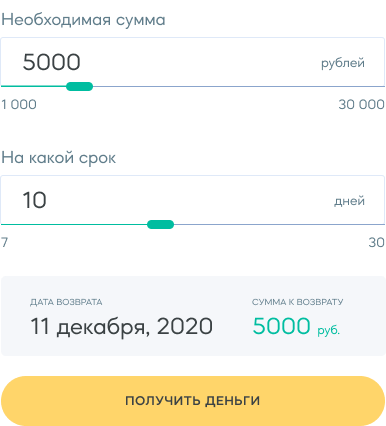 Необходимая сумма
5000 рублей
1 000 30 000
На какой срок
10 дней
7 30
ДАТА ВОЗВРАТА СУММА К ВОЗВРАТУ
11 декабря, 2020 5000 руб.
ПОЛУЧИТЬ ДЕНЬГИ